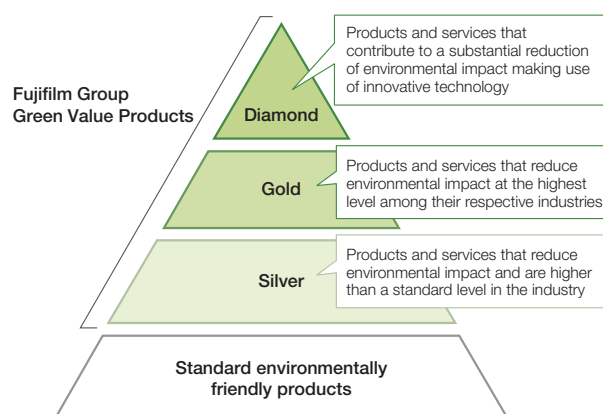 Fujifilm Group
Green Value Products
Diamond
Products and services that
contribute to a substantial reduction
of environmental impact making use
of innovative technology
Gold
Products and services that reduce
environmental impact at the highest
level among their respective industries
Silver
Products and services that reduce
environmental impact and are higher
than a standard level in the industry
Standard environmentally
friendly products